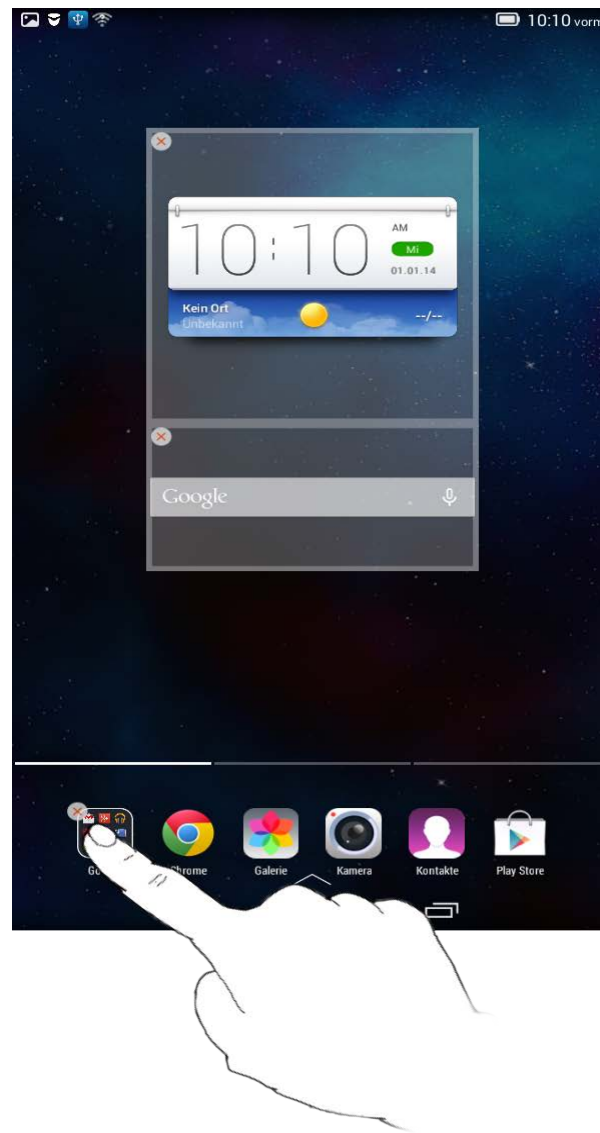 10:10 vorm
10:10
AM
Mi
01.01.14
Kein Ort
Unbekannt
--/--
Google
Chrome
Galerie
Kamera
Kontakte
Play Store